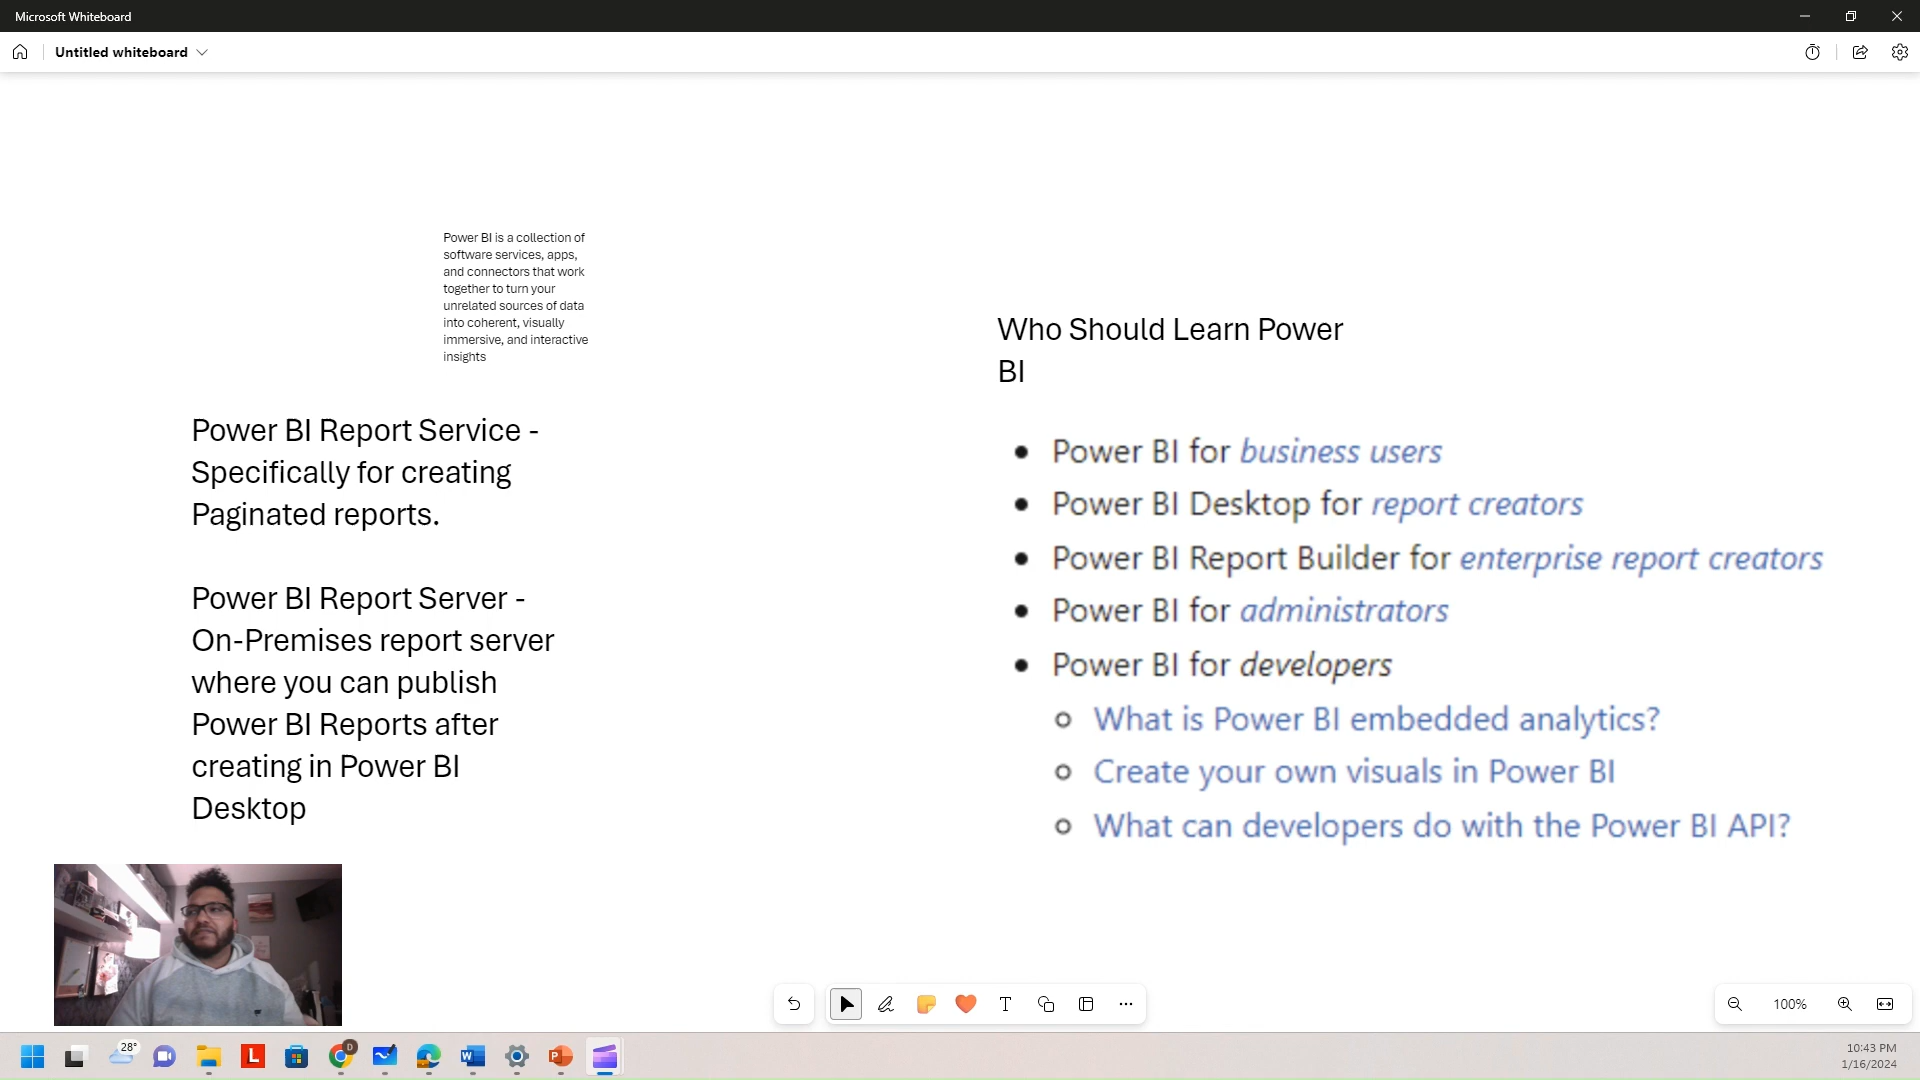 Microsoft Whiteboard
Untitled whiteboard
Power BI is a collection of
software services, apps,
and connectors that work
together to turn your
unrelated sources of data
into coherent, visually
immersive, and interactive
insights
Power BI Report Service -
Specifically for creating
Paginated reports.
Power BI Report Server -
On-Premises report server
where you can publish
Power BI Reports after
creating in Power BI
Desktop
Who Should Learn Power
BI
• Power BI for business users
• Power BI Desktop for report creators
• Power BI Report Builder for enterprise report creators
• Power BI for administrators
• Power BI for developers
○ What is Power BI embedded analytics?
○ Create your own visuals in Power BI
○ What can developers do with the Power BI API?
100%
28°
L
D
W
P
10:43 PM
1/16/2024